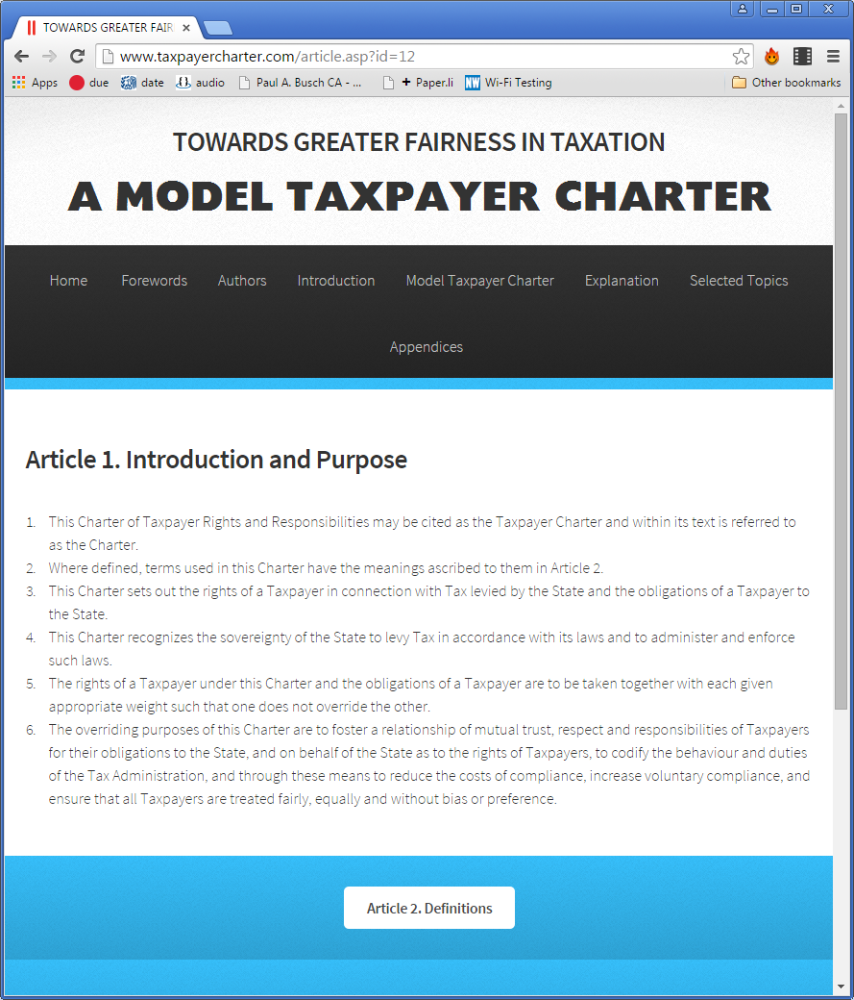 TOWARDS GREATER FAIR
www.taxpayercharter.com/article.asp?id=12
Apps due date audio Paul A. Busch CA - ... + Paper.li NW Wi-Fi Testing Other bookmarks
TOWARDS GREATER FAIRNESS IN TAXATION
A MODEL TAXPAYER CHARTER
Home Forewords Authors Introduction Model Taxpayer Charter Explanation Selected Topics
Appendices
Article 1. Introduction and Purpose
1. This Charter of Taxpayer Rights and Responsibilities may be cited as the Taxpayer Charter and within its text is referred to
as the Charter.
2. Where defined, terms used in this Charter have the meanings ascribed to them in Article 2.
3. This Charter sets out the rights of a Taxpayer in connection with Tax levied by the State and the obligations of a Taxpayer to
the State.
4. This Charter recognizes the sovereignty of the State to levy Tax in accordance with its laws and to administer and enforce
such laws.
5. The rights of a Taxpayer under this Charter and the obligations of a Taxpayer are to be taken together with each given
appropriate weight such that one does not override the other.
6. The overriding purposes of this Charter are to foster a relationship of mutual trust, respect and responsibilities of Taxpayers
for their obligations to the State, and on behalf of the State as to the rights of Taxpayers, to codify the behaviour and duties
of the Tax Administration, and through these means to reduce the costs of compliance, increase voluntary compliance, and
ensure that all Taxpayers are treated fairly, equally and without bias or preference.
Article 2. Definitions